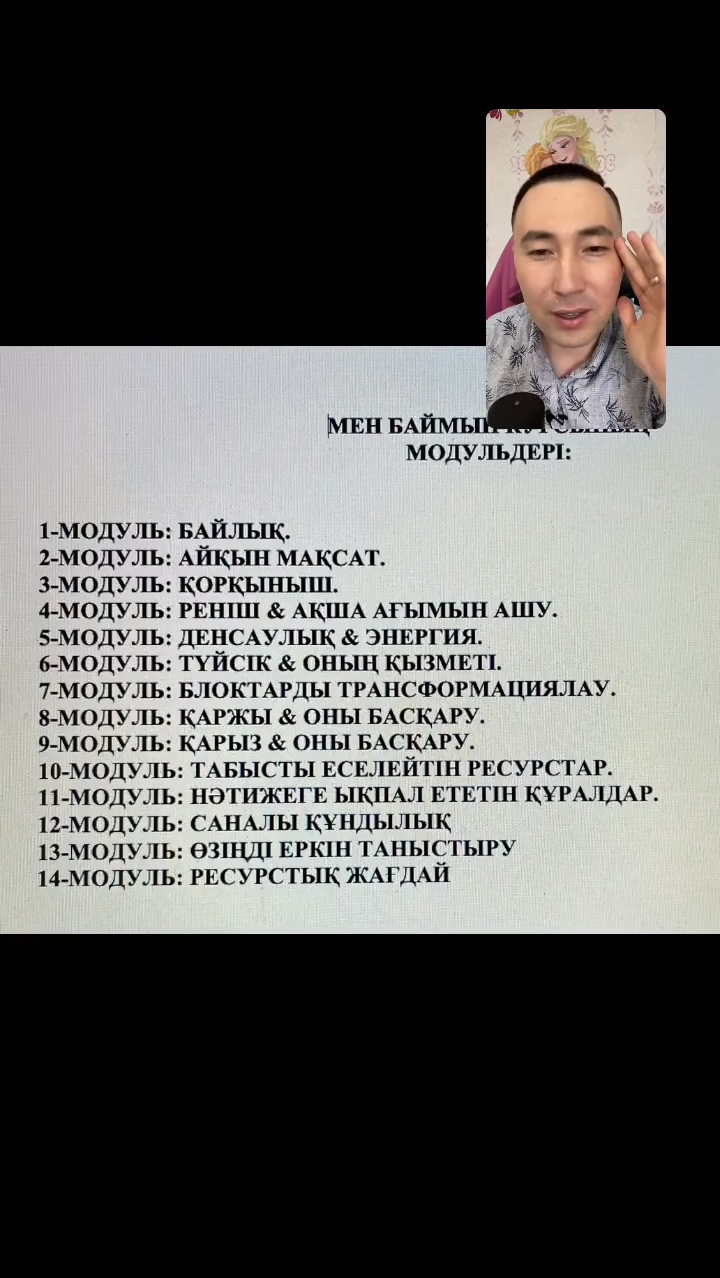 МЕН БАЙМЫН
МОДУЛЬДЕРІ:
1-МОДУЛЬ: БАЙЛЫҚ.
2-МОДУЛЬ: АЙҚЫН МАҚСАТ.
3-МОДУЛЬ: ҚОРҚЫНЫШ.
4-МОДУЛЬ: РЕНІШ & АҚША АҒЫМЫН АШУ.
5-МОДУЛЬ: ДЕНСАУЛЫҚ & ЭНЕРГИЯ.
6-МОДУЛЬ: ТҮЙСІК & ОНЫҢ ҚЫЗМЕТІ.
7-МОДУЛЬ: БЛОКТАРДЫ ТРАНСФОРМАЦИЯЛАУ.
8-МОДУЛЬ: ҚАРЖЫ & ОНЫ БАСҚАРУ.
9-МОДУЛЬ: ҚАРЫЗ & ОНЫ БАСҚАРУ.
10-МОДУЛЬ: ТАБЫСТЫ ЕСЕЛЕЙТІН РЕСУРСТАР.
11-МОДУЛЬ: НӘТИЖЕГЕ ЫҚПАЛ ЕТЕТІН ҚҰРАЛДАР.
12-МОДУЛЬ: САНАЛЫ ҚҰНДЫЛЫҚ
13-МОДУЛЬ: ӨЗІҢДІ ЕРКІН ТАНЫСТЫРУ
14-МОДУЛЬ: РЕСУРСТЫҚ ЖАҒДАЙ